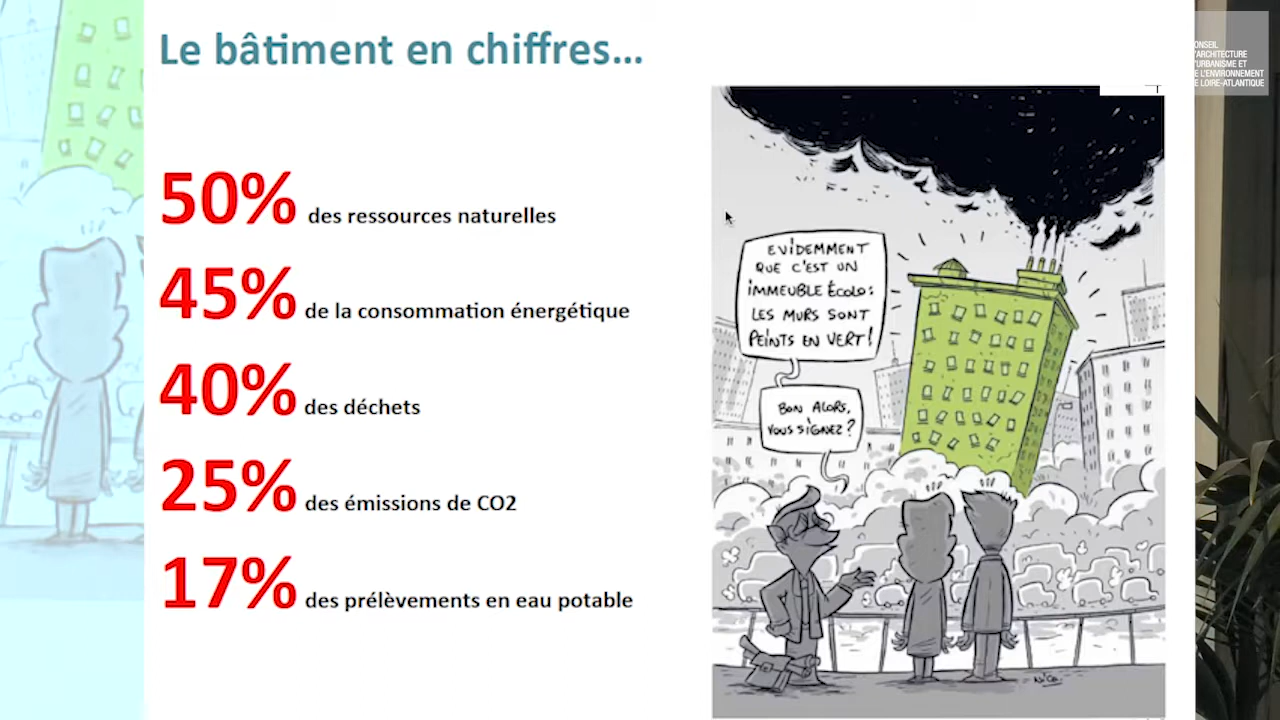 Le bâtiment en chiffres...
50% des ressources naturelles
45% de la consommation énergétique
40% des déchets
25% des émissions de CO2
17% des prélèvements en eau potable
EVIDEMMENT
QUE C'EST UN
IMMEUBLE ÉCOLO:
LES MURS SONT
PEINTS EN VERT!
BON ALORS,
VOUS SIGNEZ?
ONSEIL
'ARCHITECTURE
'URBANISME ET
E L'ENVIRONNEMENT
E LOIRE-ATLANTIQUE